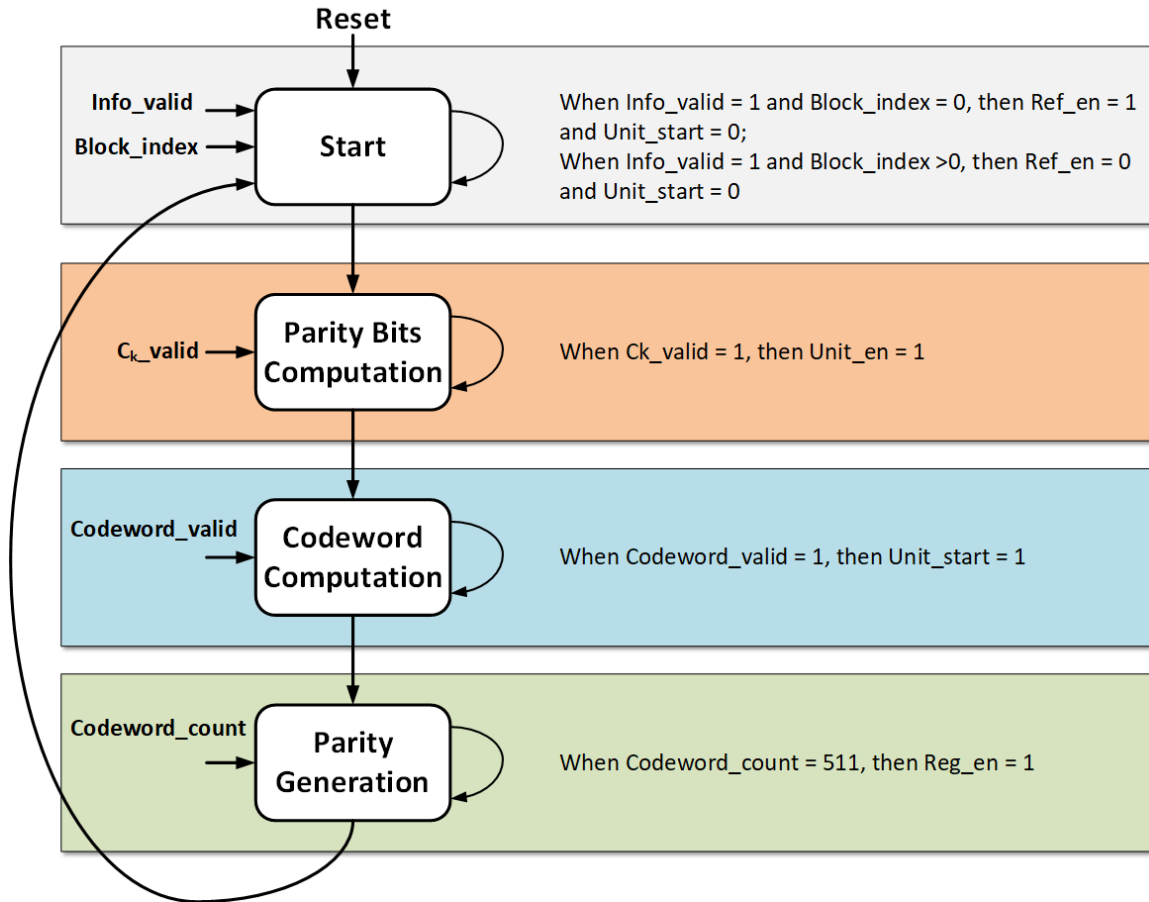 Reset
Info_valid
Block_index
Start
When Info_valid = 1 and Block_index = 0, then Ref_en = 1
and Unit_start = 0;
When Info_valid = 1 and Block_index >0, then Ref_en = 0
and Unit_start = 0
Cₖ_valid
Parity Bits
Computation
When Ck_valid = 1, then Unit_en = 1
Codeword_valid
Codeword
Computation
When Codeword_valid = 1, then Unit_start = 1
Codeword_count
Parity
Generation
When Codeword_count = 511, then Reg_en = 1